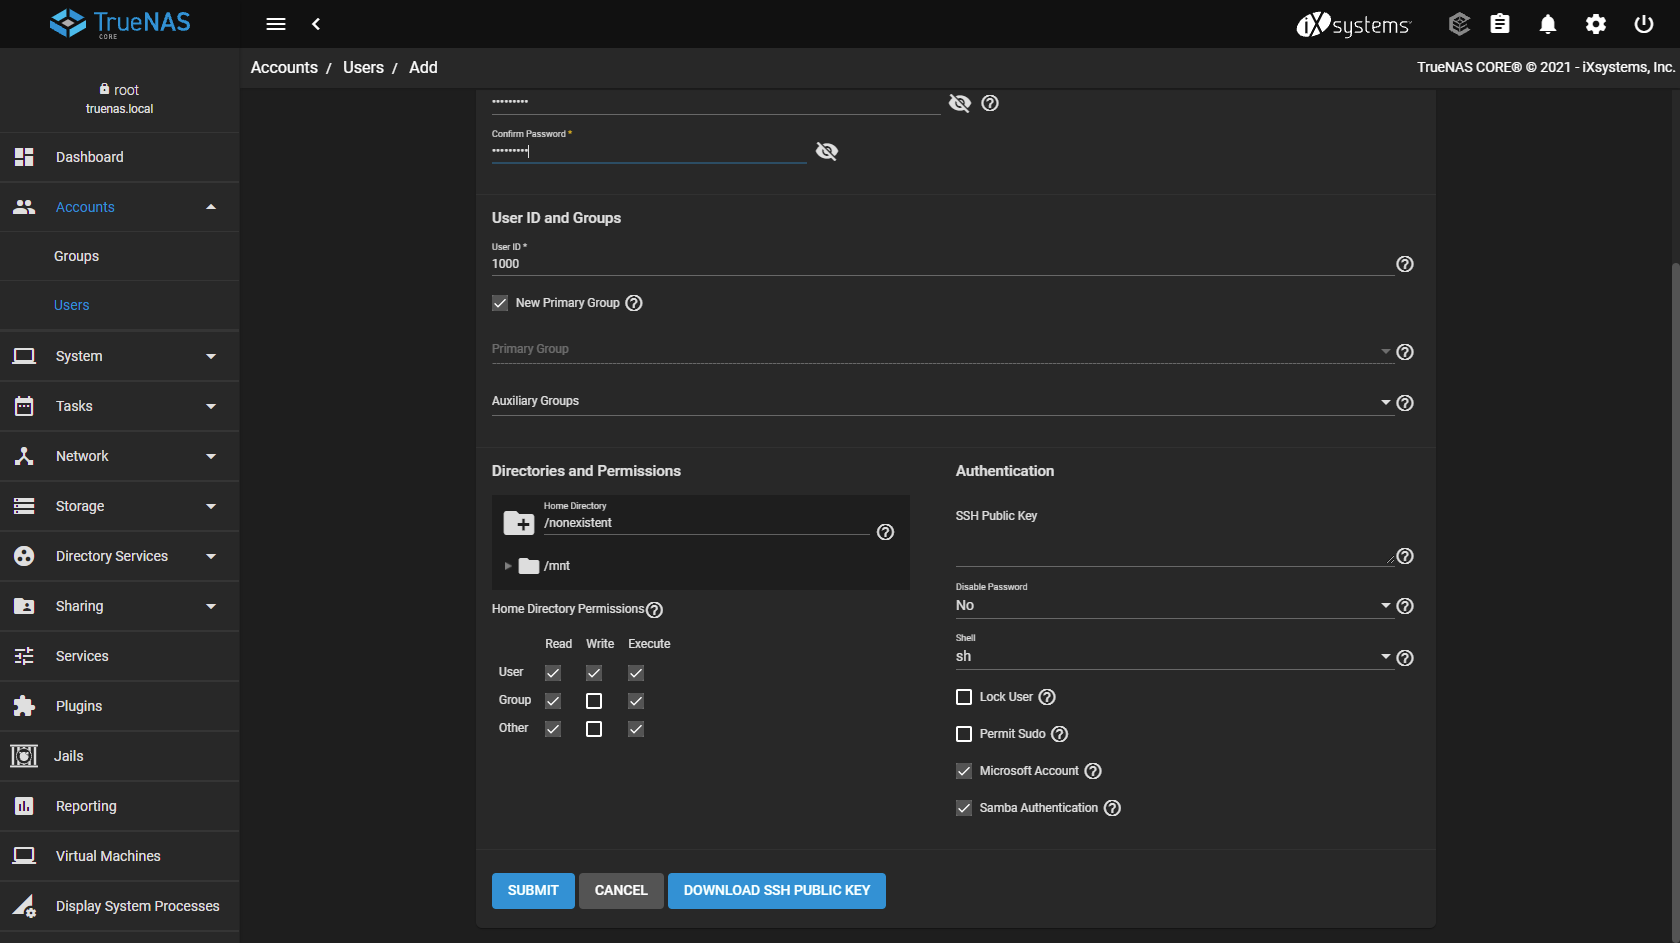 TrueNAS
CORE
iXsystems
Accounts / Users / Add
TrueNAS CORE® © 2021 - iXsystems, Inc.
root
truenas.local
Dashboard
Accounts
Groups
Users
System
Tasks
Network
Storage
Directory Services
Sharing
Services
Plugins
Jails
Reporting
Virtual Machines
Display System Processes
•••••••••
Confirm Password *
•••••••••
User ID and Groups
User ID *
1000
New Primary Group
Primary Group
Auxiliary Groups
Directories and Permissions
Home Directory
/nonexistent
/mnt
Home Directory Permissions
Read Write Execute
User
Group
Other
Authentication
SSH Public Key
Disable Password
No
Shell
sh
Lock User
Permit Sudo
Microsoft Account
Samba Authentication
SUBMIT CANCEL DOWNLOAD SSH PUBLIC KEY